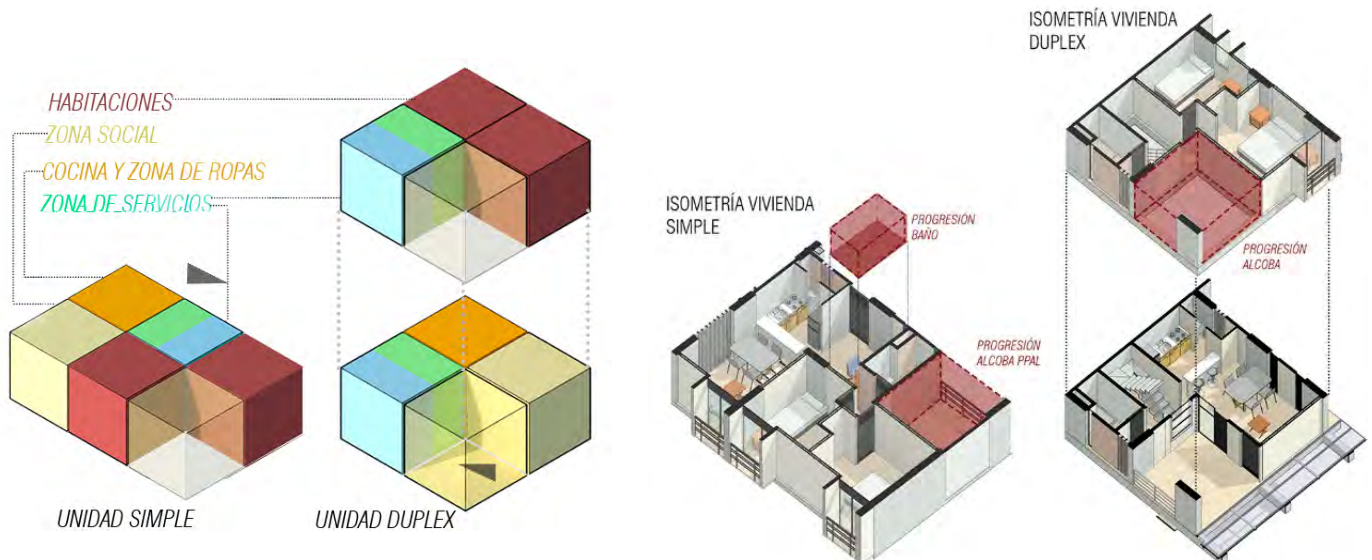 HABITACIONES
ZONA SOCIAL
COCINA Y ZONA DE ROPAS
ZONA DE SERVICIOS
UNIDAD SIMPLE
UNIDAD DUPLEX
ISOMETRÍA VIVIENDA
SIMPLE
PROGRESIÓN
BAÑO
PROGRESIÓN
ALCOBA PPAL
ISOMETRÍA VIVIENDA
DUPLEX
PROGRESIÓN
ALCOBA